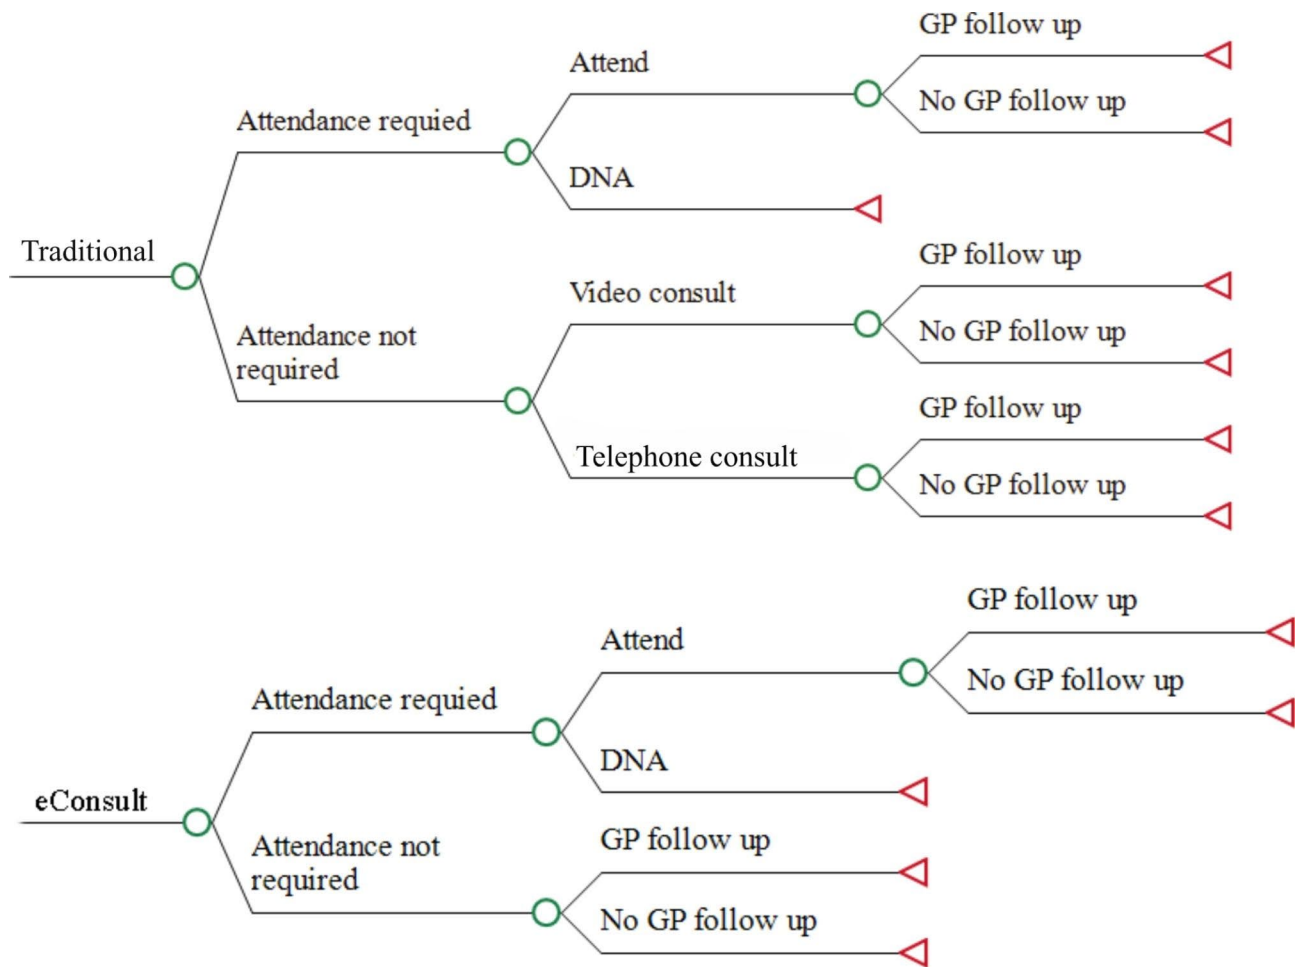 GP follow up
Attend
No GP follow up
Attendance requied
DNA
Traditional
GP follow up
Video consult
No GP follow up
Attendance not
required
GP follow up
Telephone consult
No GP follow up
GP follow up
Attend
No GP follow up
Attendance requied
DNA
eConsult
GP follow up
Attendance not
required
No GP follow up